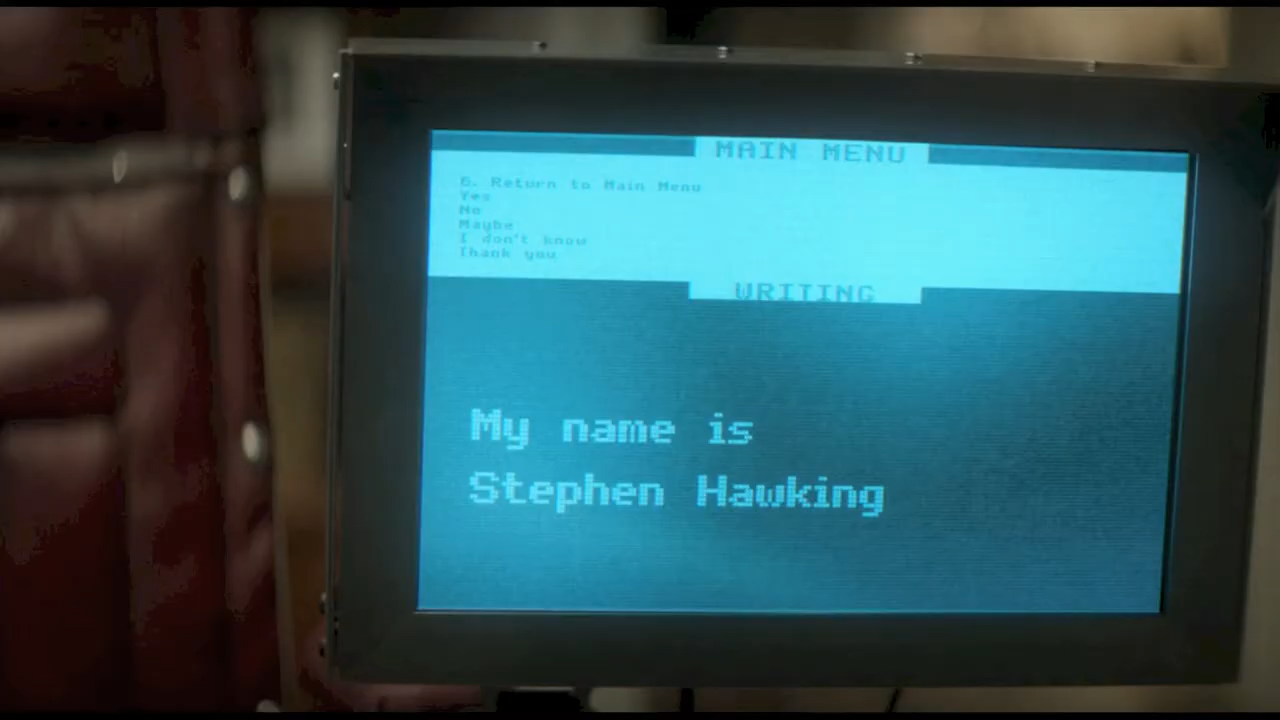 MAIN MENU
6. Return to Main Menu
Yes
No
Maybe
I don't know
Thank you
WRITING
My name is
Stephen Hawking